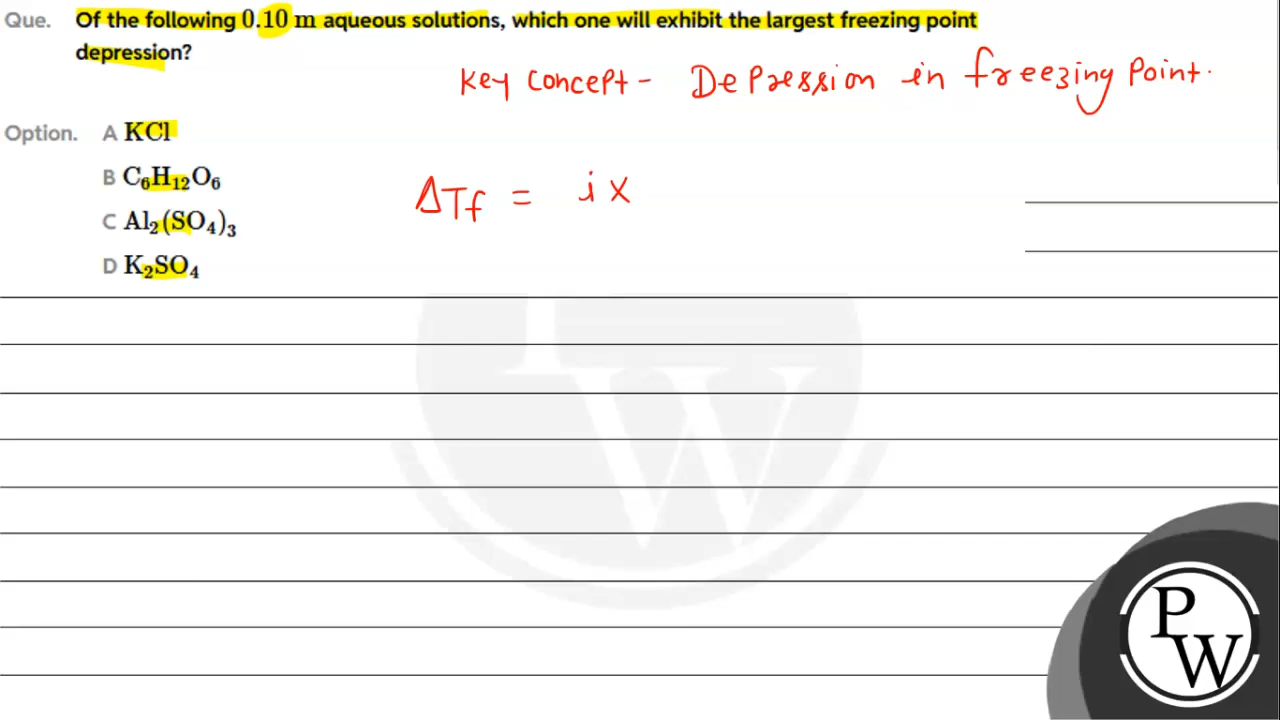 Que. Of the following 0.10 m aqueous solutions, which one will exhibit the largest freezing point
depression?
Key Concept - Depression in freezing Point.
Option. A KCl
B C₆H₁₂O₆
ΔTf = i x
C Al₂(SO₄)₃
D K₂SO₄
PW